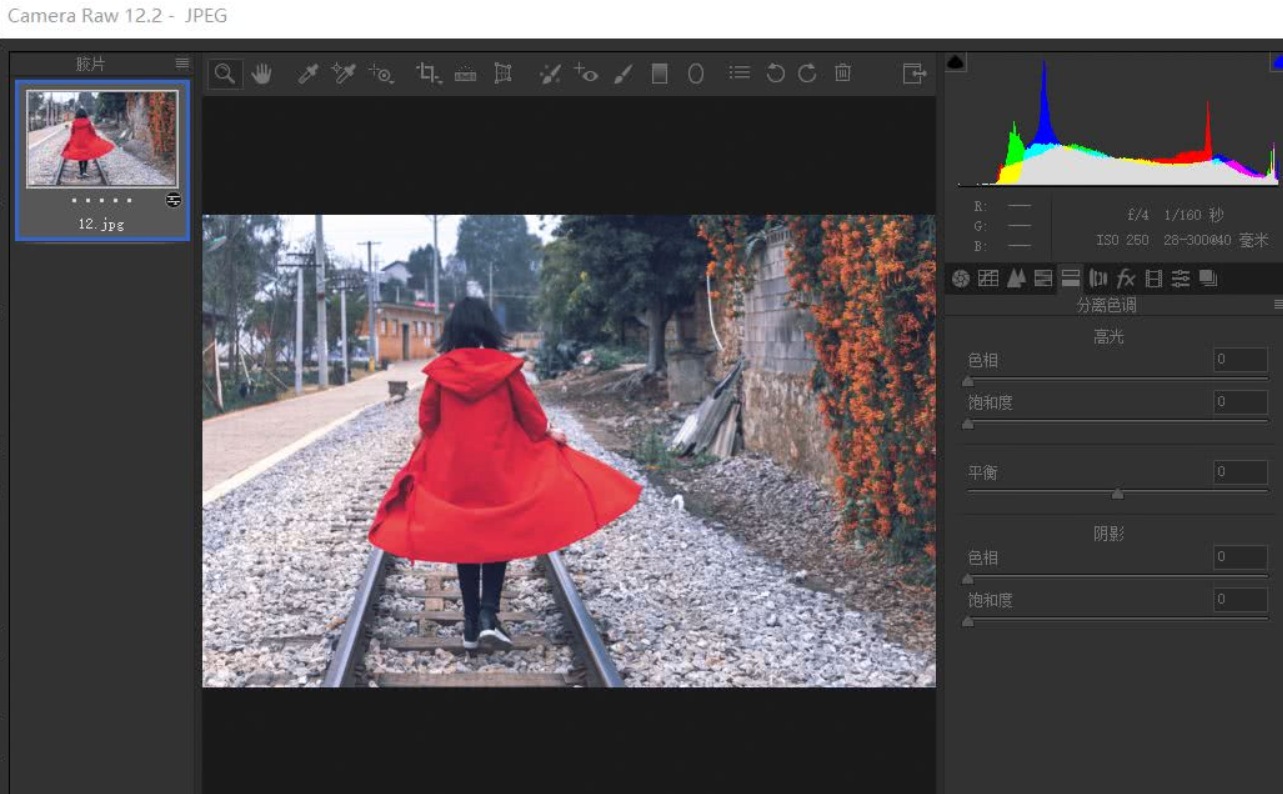 Camera Raw 12.2 - JPEG
胶片
12.jpg
R: —
G: —
B: —
f/4 1/160 秒
ISO 250 28-300@40 毫米
分离色调
高光
色相 0
饱和度 0
平衡 0
阴影
色相 0
饱和度 0